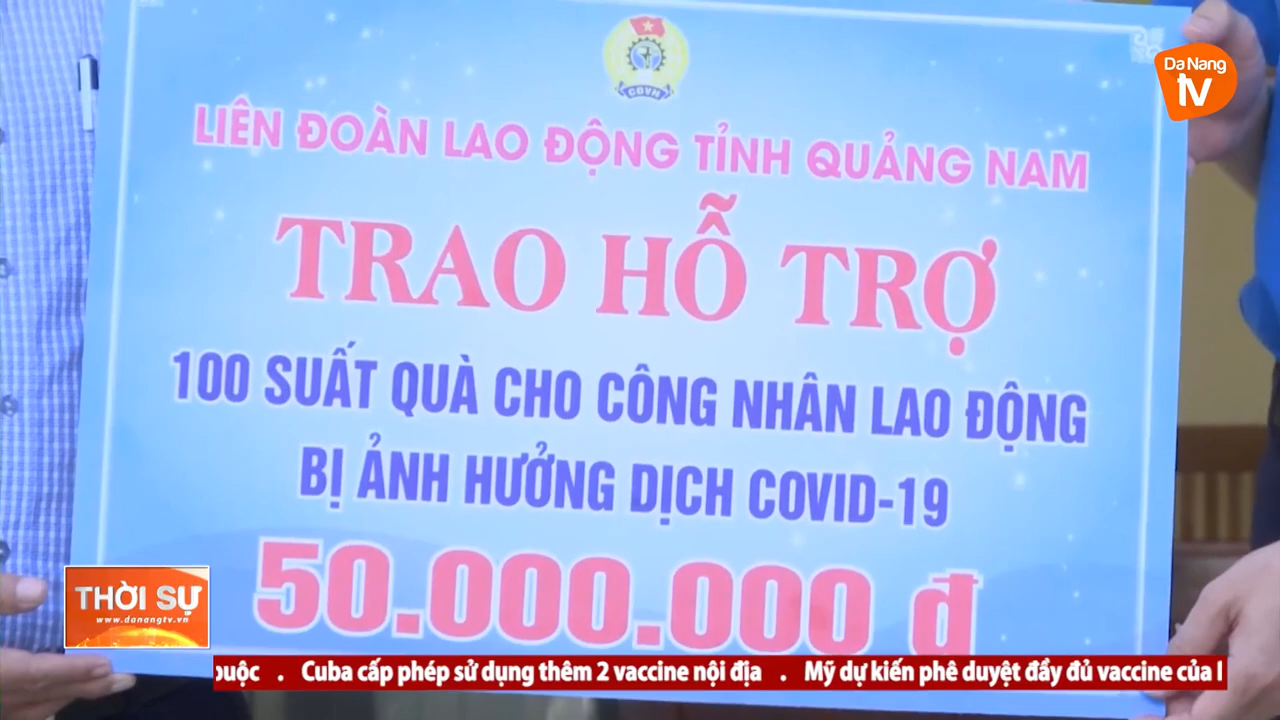 Da Nang
tv
CĐVN
LIÊN ĐOÀN LAO ĐỘNG TỈNH QUẢNG NAM
TRAO HỖ TRỢ
100 SUẤT QUÀ CHO CÔNG NHÂN LAO ĐỘNG
BỊ ẢNH HƯỞNG DỊCH COVID-19
50.000.000 đ
THỜI SỰ
www.danangtv.vn
buộc . Cuba cấp phép sử dụng thêm 2 vaccine nội địa . Mỹ dự kiến phê duyệt đầy đủ vaccine của